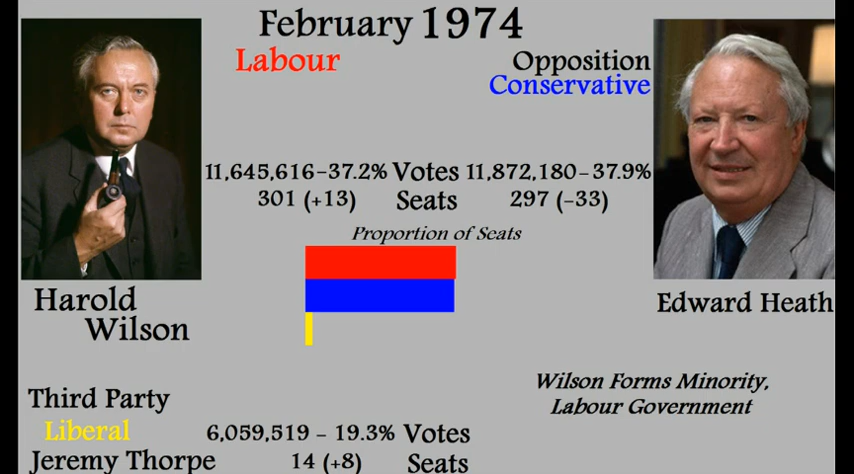 February 1974
Labour
Opposition
Conservative
11,645,616-37.2% Votes 11,872,180-37.9%
301 (+13) Seats 297 (-33)
Proportion of Seats
Harold
Wilson
Edward Heath
Wilson Forms Minority,
Labour Government
Third Party
Liberal
Jeremy Thorpe
6,059,519 - 19.3% Votes
14 (+8) Seats